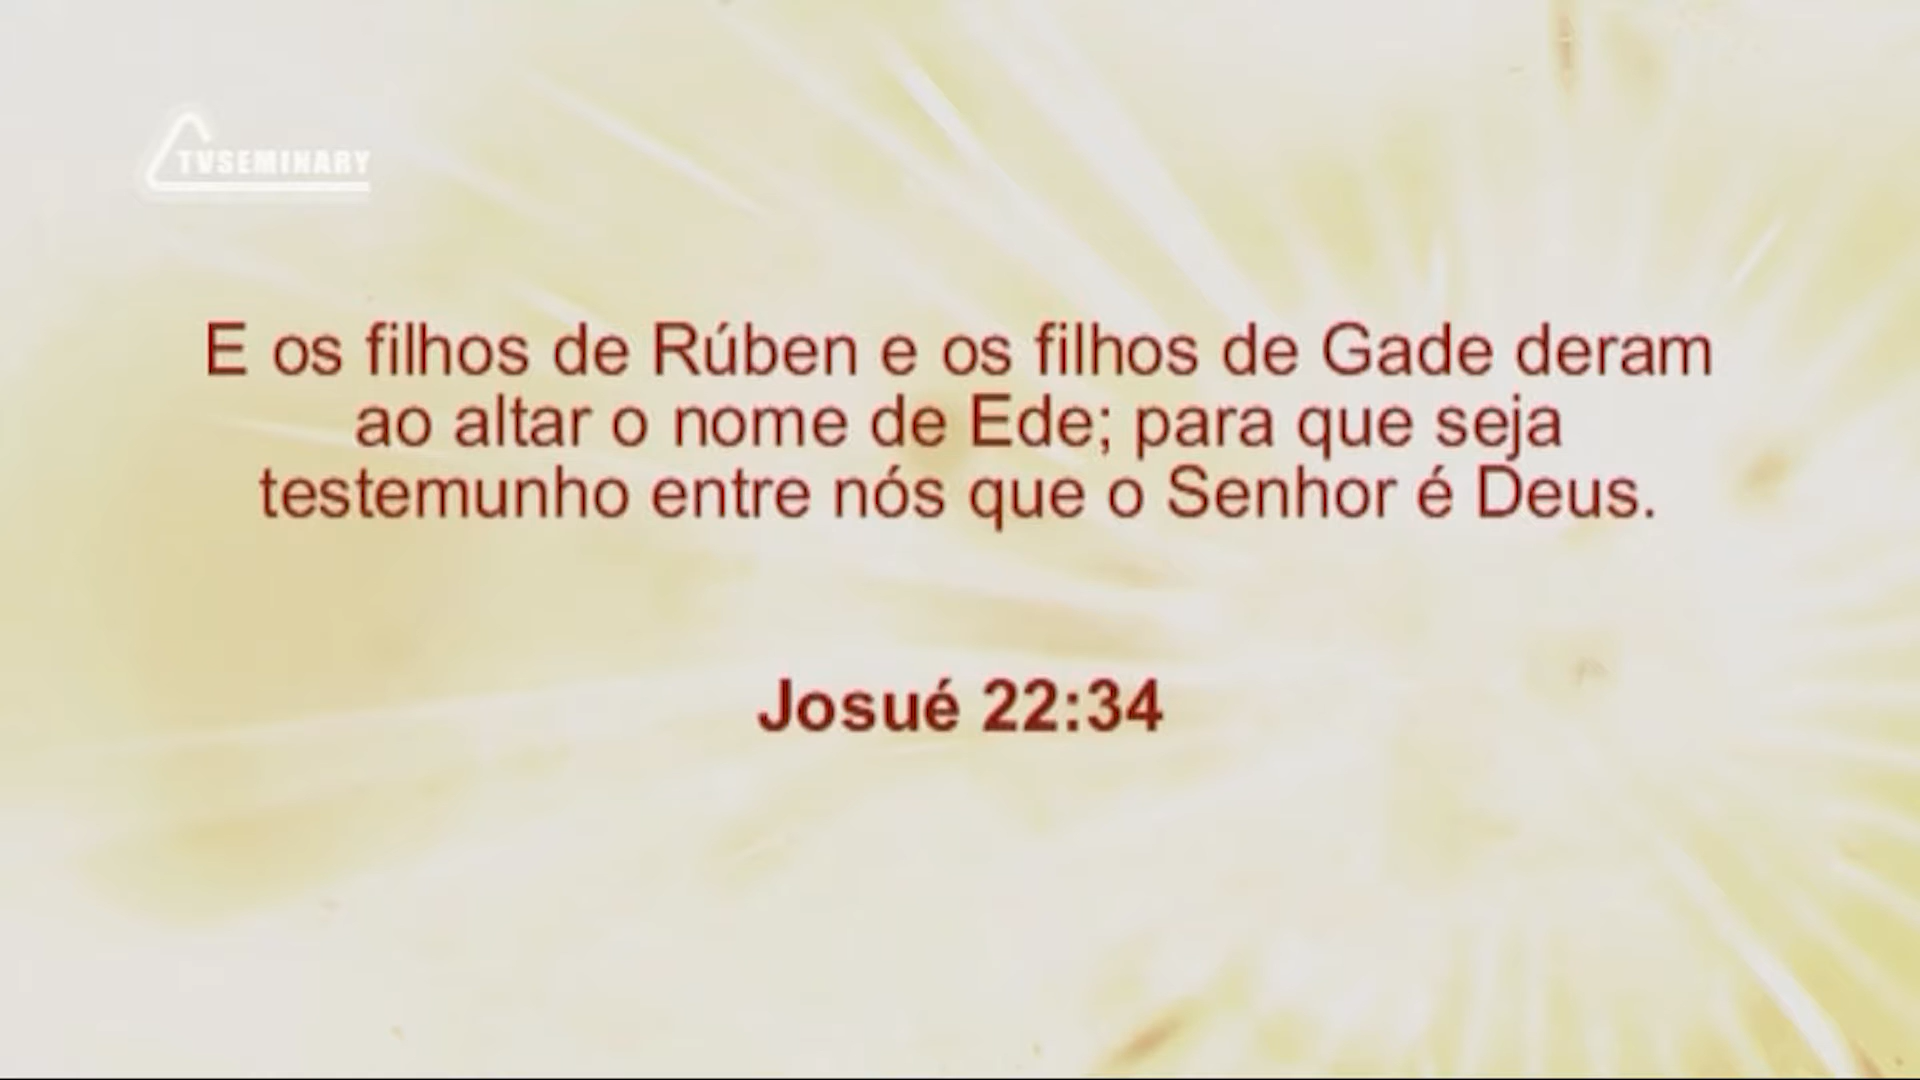 TVSEMINARY
E os filhos de Rúben e os filhos de Gade deram
ao altar o nome de Ede; para que seja
testemunho entre nós que o Senhor é Deus.
Josué 22:34